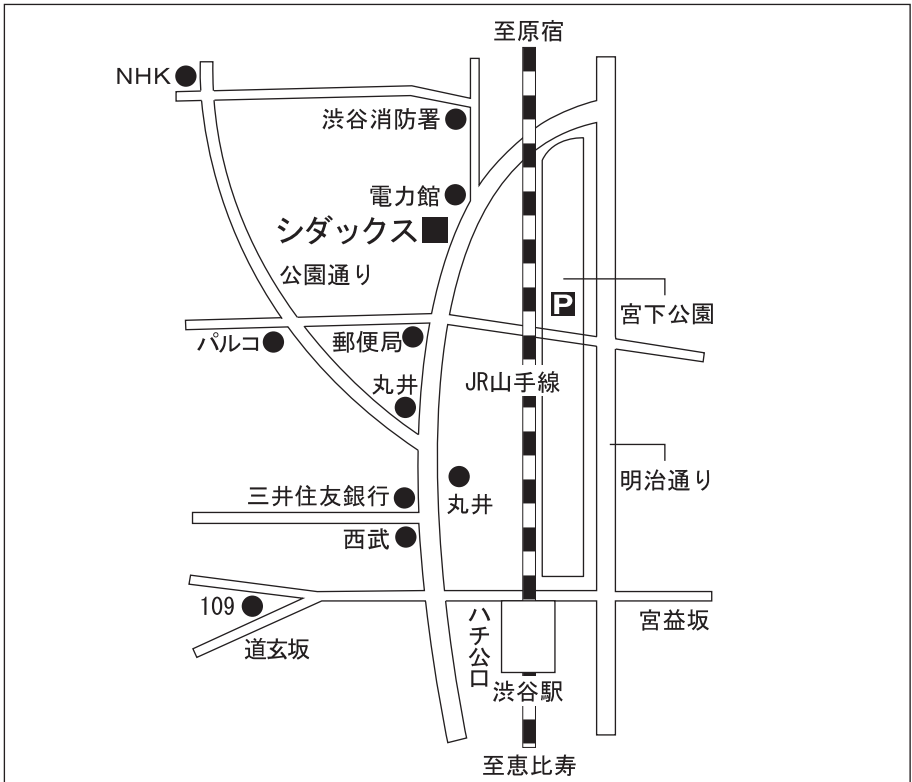 至原宿
NHK
渋谷消防署
電力館
シダックス
公園通り
P
宮下公園
パルコ
郵便局
丸井
JR山手線
明治通り
三井住友銀行
丸井
西武
109
道玄坂
ハチ公口
宮益坂
渋谷駅
至恵比寿